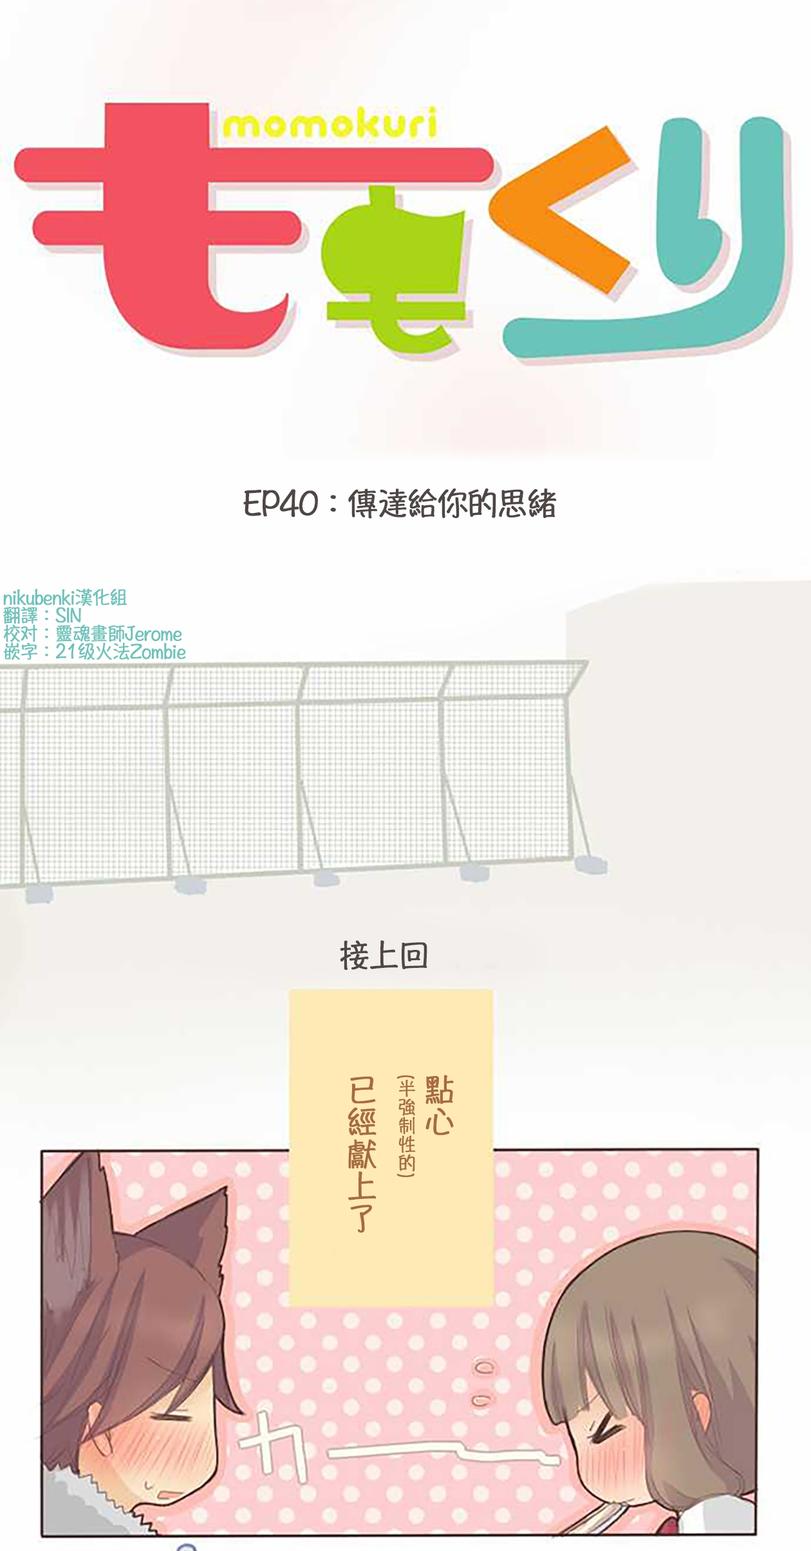 momokuri
ももくり
EP40：傳達給你的思緒
nikubenki漢化組
翻譯：SIN
校对：靈魂畫師Jerome
嵌字：21级火法Zombie
接上回
點心
(半強制性的)
已經獻上了
カー